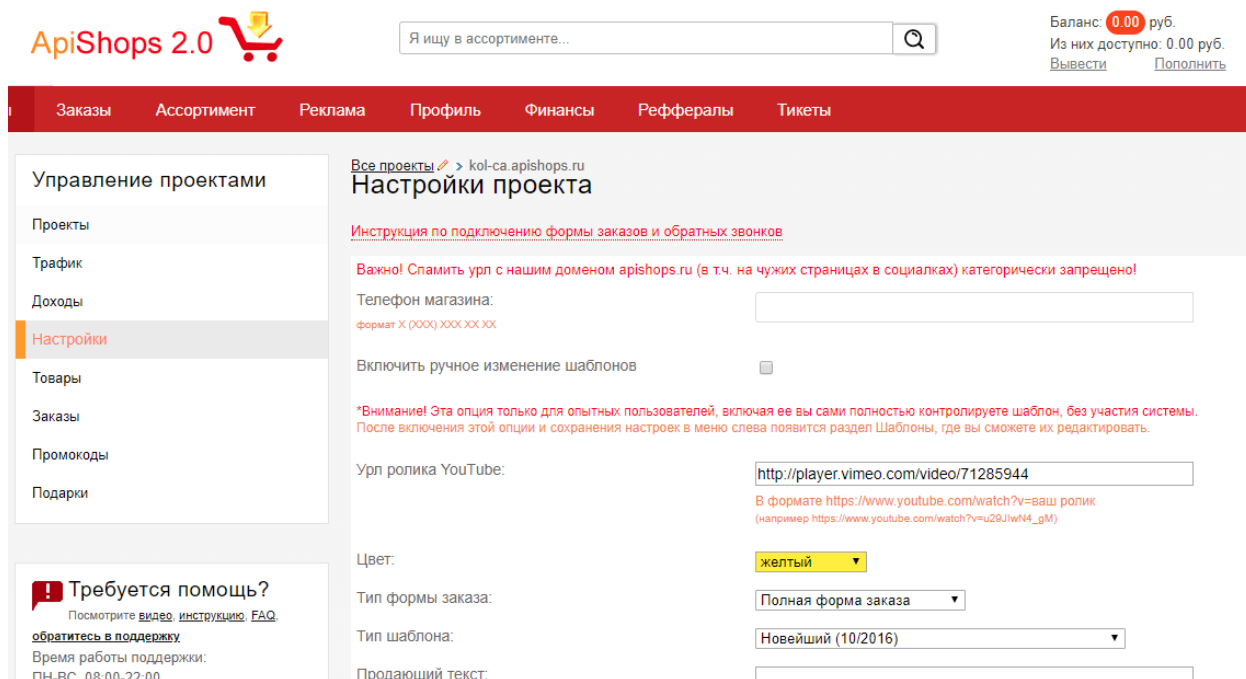 ApiShops 2.0
Я ищу в ассортименте...
Баланс: 0.00 руб.
Из них доступно: 0.00 руб.
Вывести Пополнить
Заказы Ассортимент Реклама Профиль Финансы Реффералы Тикеты
Управление проектами
Проекты
Трафик
Доходы
Настройки
Товары
Заказы
Промокоды
Подарки
Требуется помощь?
Посмотрите видео, инструкцию, FAQ,
обратитесь в поддержку
Время работы поддержки:
ПН-ВС, 08:00-22:00
Все проекты > kol-ca.apishops.ru
Настройки проекта
Инструкция по подключению формы заказов и обратных звонков
Важно! Спамить урл с нашим доменом apishops.ru (в т.ч. на чужих страницах в социалках) категорически запрещено!
Телефон магазина:
формат X (XXX) XXX XX XX
Включить ручное изменение шаблонов
*Внимание! Эта опция только для опытных пользователей, включая ее вы сами полностью контролируете шаблон, без участия системы.
После включения этой опции и сохранения настроек в меню слева появится раздел Шаблоны, где вы сможете их редактировать.
Урл ролика YouTube:
http://player.vimeo.com/video/71285944
В формате https://www.youtube.com/watch?v=ваш ролик
(например https://www.youtube.com/watch?v=u29JIwN4_gM)
Цвет:
желтый
Тип формы заказа:
Полная форма заказа
Тип шаблона:
Новейший (10/2016)
Продающий текст: